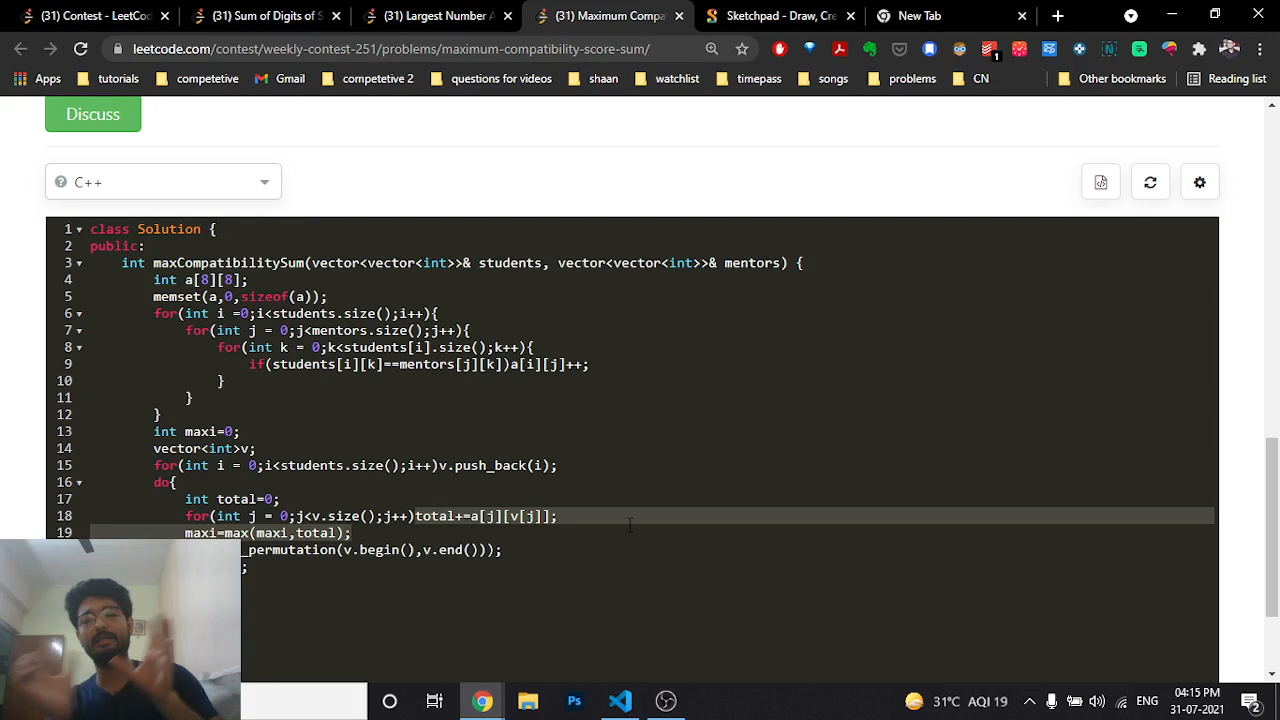 (31) Contest - LeetCod
(31) Sum of Digits of S
(31) Largest Number A
(31) Maximum Compa
Sketchpad - Draw, Cre
New Tab
leetcode.com/contest/weekly-contest-251/problems/maximum-compatibility-score-sum/
1
Apps
tutorials
competetive
Gmail
competetive 2
questions for videos
shaan
watchlist
timepass
songs
problems
CN
Other bookmarks
Reading list
Discuss
C++
1 class Solution {
2 public:
3 int maxCompatibilitySum(vector<vector<int>>& students, vector<vector<int>>& mentors) {
4 int a[8][8];
5 memset(a,0,sizeof(a));
6 for(int i =0;i<students.size();i++){
7 for(int j = 0;j<mentors.size();j++){
8 for(int k = 0;k<students[i].size();k++){
9 if(students[i][k]==mentors[j][k])a[i][j]++;
10 }
11 }
12 }
13 int maxi=0;
14 vector<int>v;
15 for(int i = 0;i<students.size();i++)v.push_back(i);
16 do{
17 int total=0;
18 for(int j = 0;j<v.size();j++)total+=a[j][v[j]];
19 maxi=max(maxi,total);
_permutation(v.begin(),v.end()));
;
Ps
31°C AQI 19
ENG
04:15 PM
31-07-2021
2